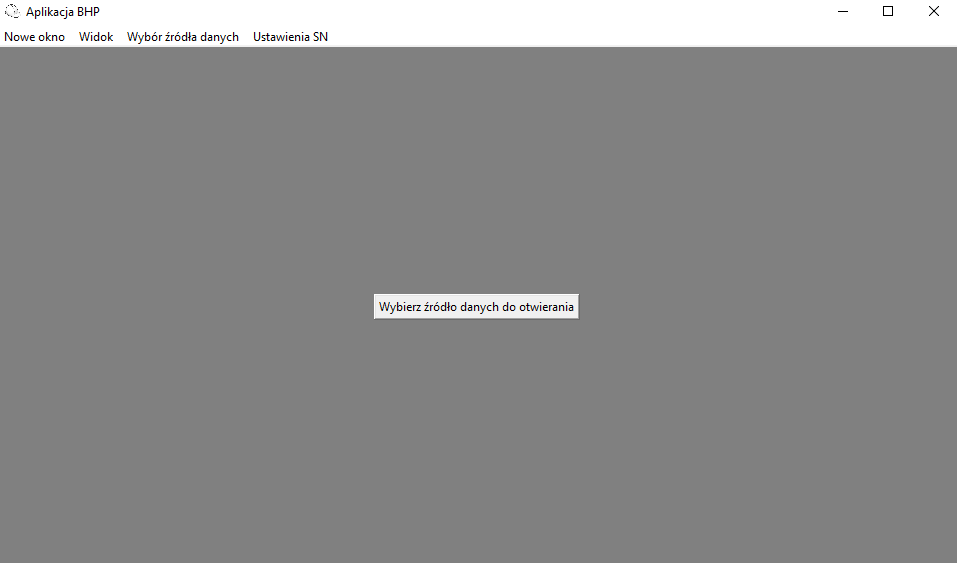 Aplikacja BHP
Nowe okno Widok Wybór źródła danych Ustawienia SN
Wybierz źródło danych do otwierania